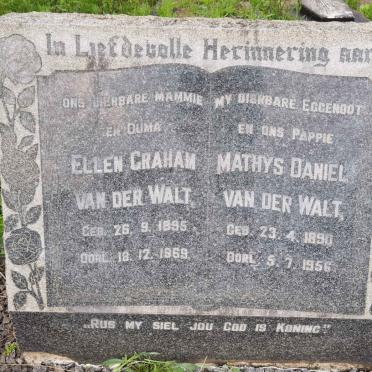 In Liefdevolle Herinnering aan
ONS DIERBARE MAMMIE
EN OUMA
ELLEN GRAHAM
VAN DER WALT,
GEB. 26. 9. 1895.
OORL. 18. 12. 1969.
MY DIERBARE EGGENOOT
EN ONS PAPPIE
MATHYS DANIEL
VAN DER WALT,
GEB. 23. 4. 1890.
OORL. 5. 7. 1956.
„RUS MY SIEL JOU GOD IS KONING"